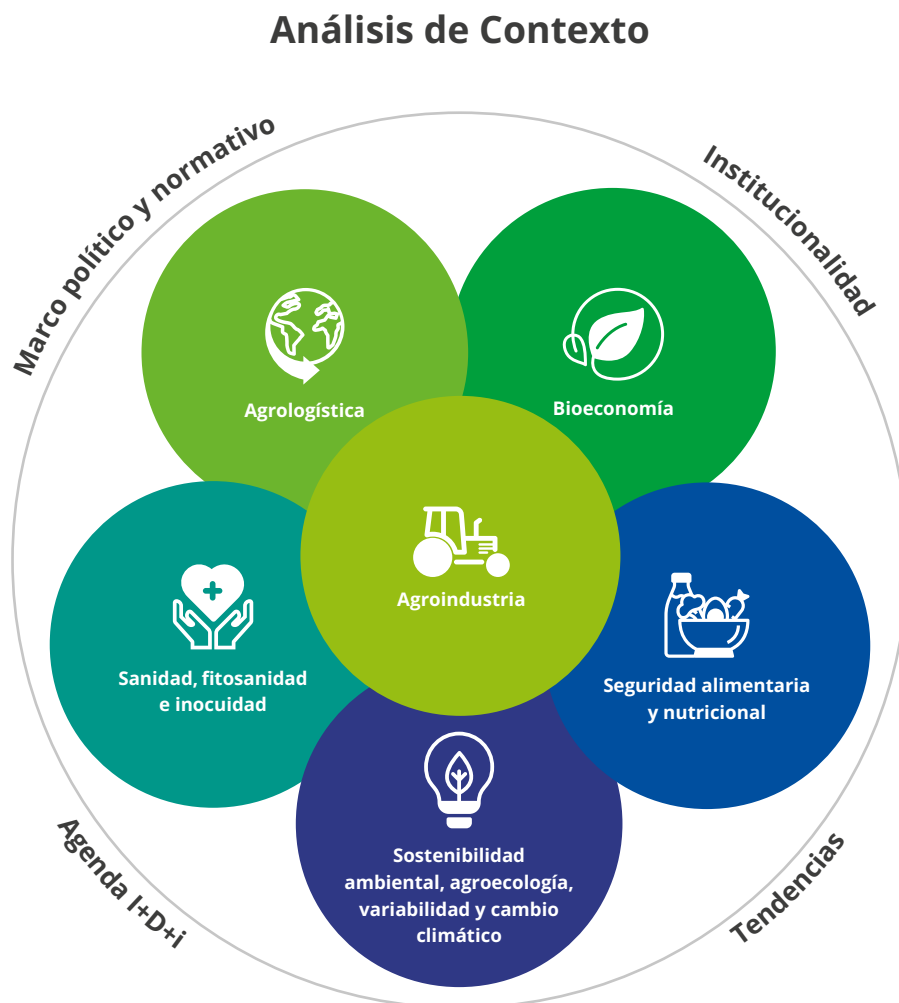 Análisis de Contexto
Marco político y normativo
Institucionalidad
Agrologística
Bioeconomía
Agroindustria
Sanidad, fitosanidad
e inocuidad
Seguridad alimentaria
y nutricional
Sostenibilidad
ambiental, agroecología,
variabilidad y cambio
climático
Agenda I+D+i
Tendencias